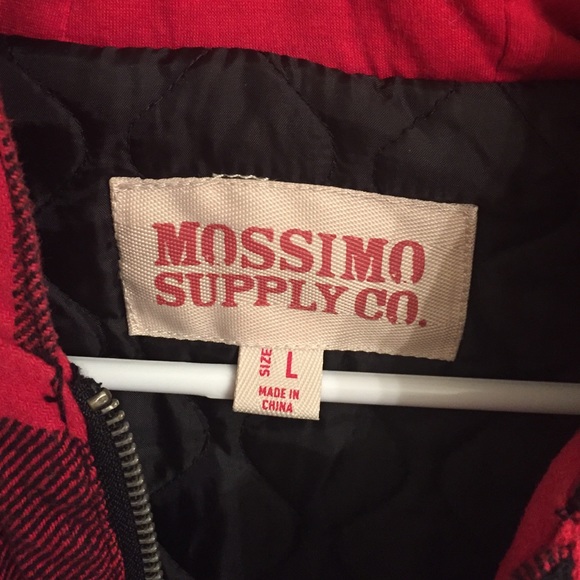 MOSSIMO
SUPPLY CO.
SIZE L
MADE IN
CHINA